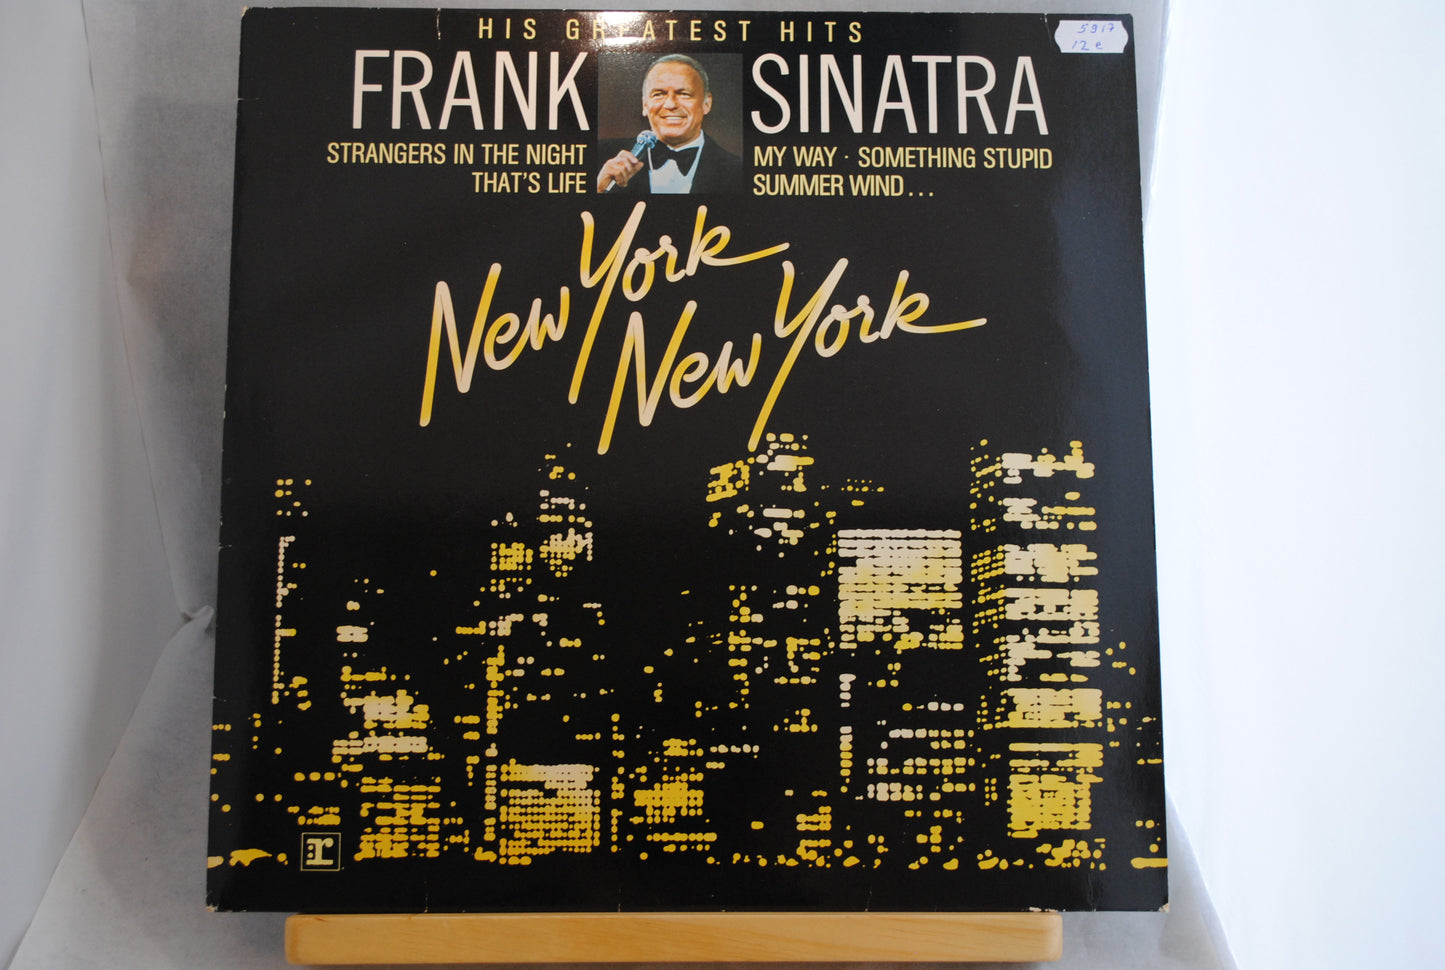 HIS GREATEST HITS
5917
12 e
FRANK SINATRA
STRANGERS IN THE NIGHT
THAT'S LIFE
MY WAY · SOMETHING STUPID
SUMMER WIND...
New York
New York
r